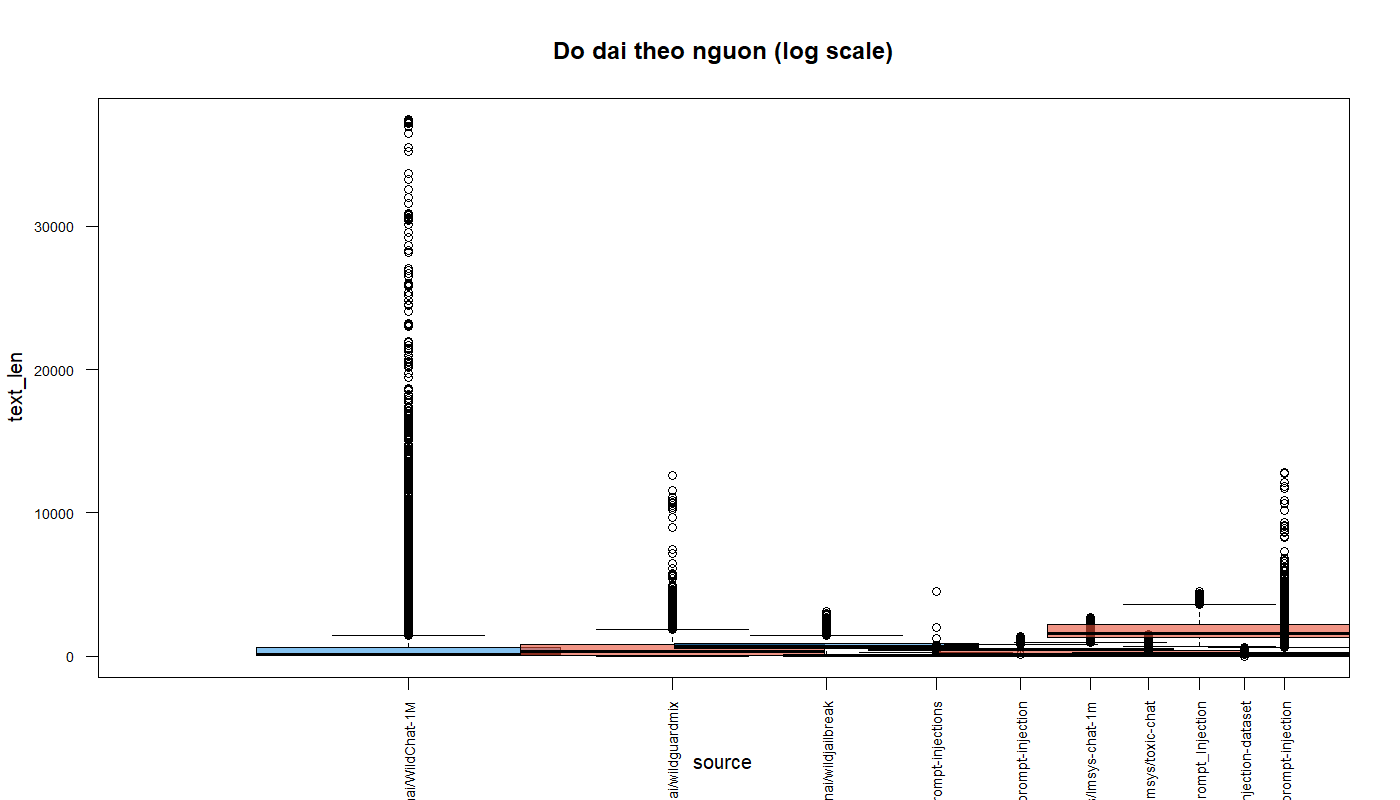 Do dai theo nguon (log scale)
text_len
30000
20000
10000
0
nai/WildChat-1M
ai/wildguardmix
nai/wildjailbreak
prompt-injections
prompt-injection
s/lmsys-chat-1m
msys/toxic-chat
rompt_Injection
njection-dataset
prompt-Injection
source